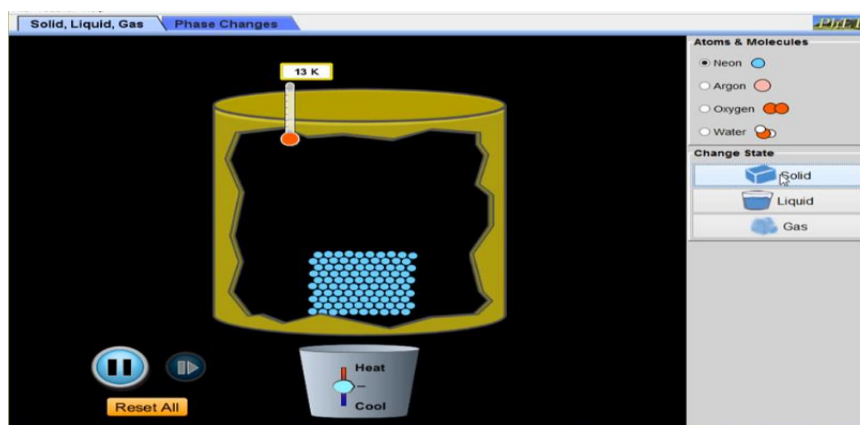 Solid, Liquid, Gas
Phase Changes
13 K
Heat
Cool
Reset All
Atoms & Molecules
Neon
Argon
Oxygen
Water
Change State
Solid
Liquid
Gas